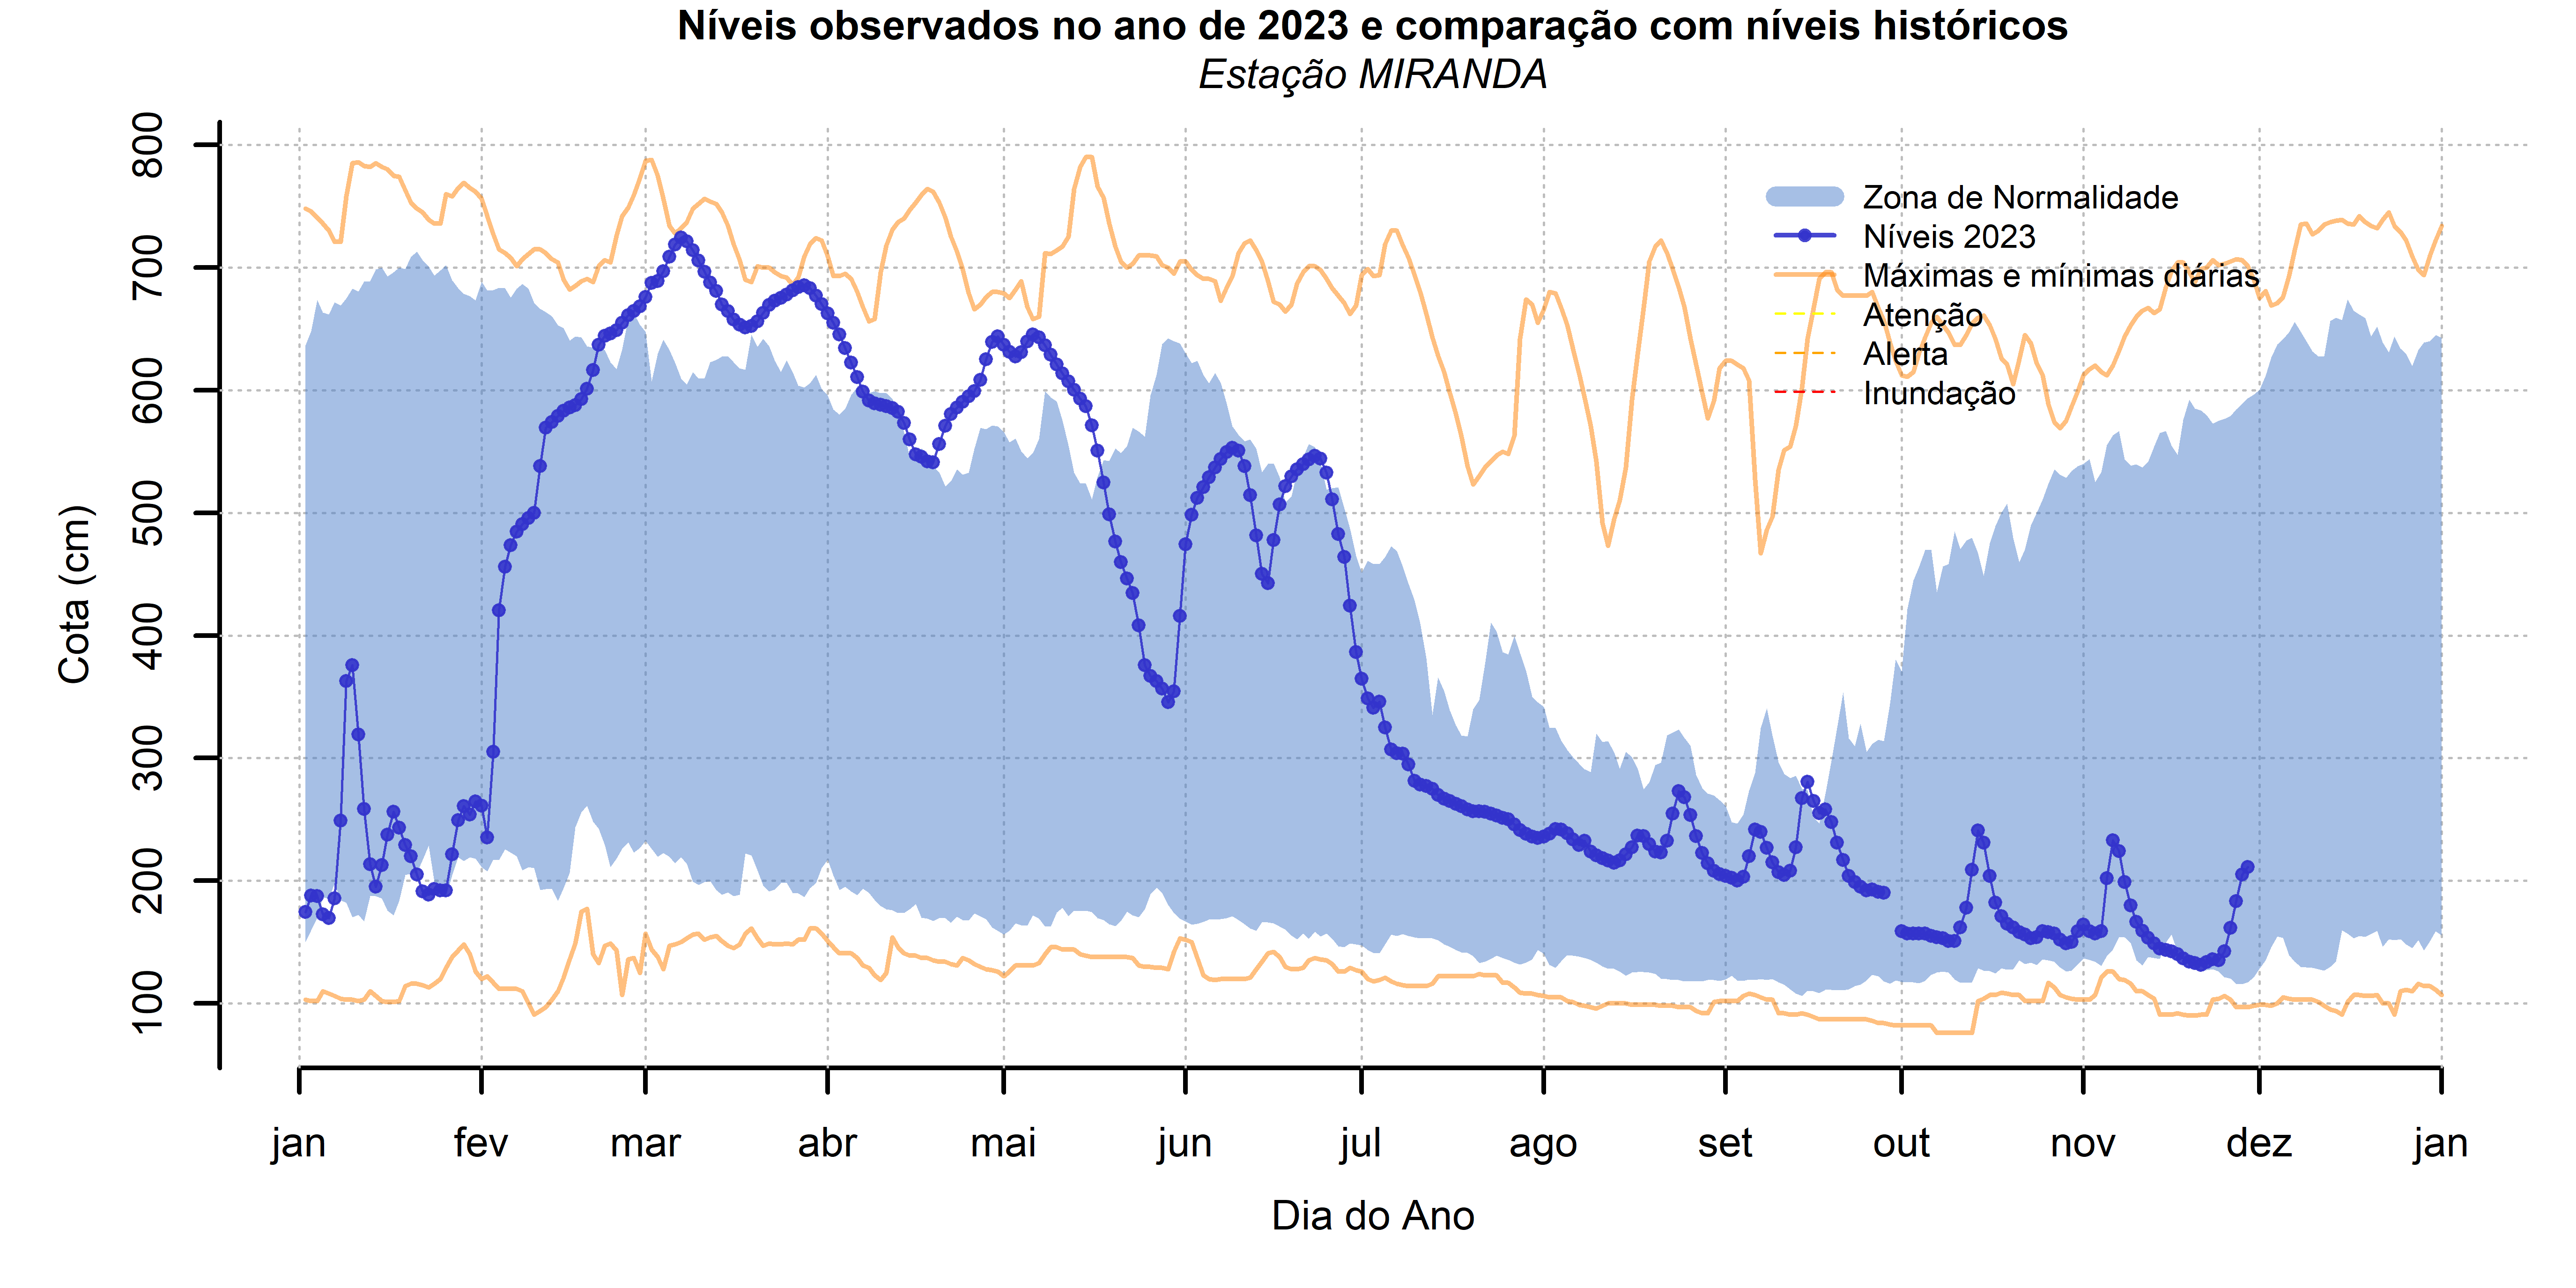 Níveis observados no ano de 2023 e comparação com níveis históricos
Estação MIRANDA
Cota (cm)
800
700
600
500
400
300
200
100
Zona de Normalidade
Níveis 2023
Máximas e mínimas diárias
Atenção
Alerta
Inundação
jan fev mar abr mai jun jul ago set out nov dez jan
Dia do Ano